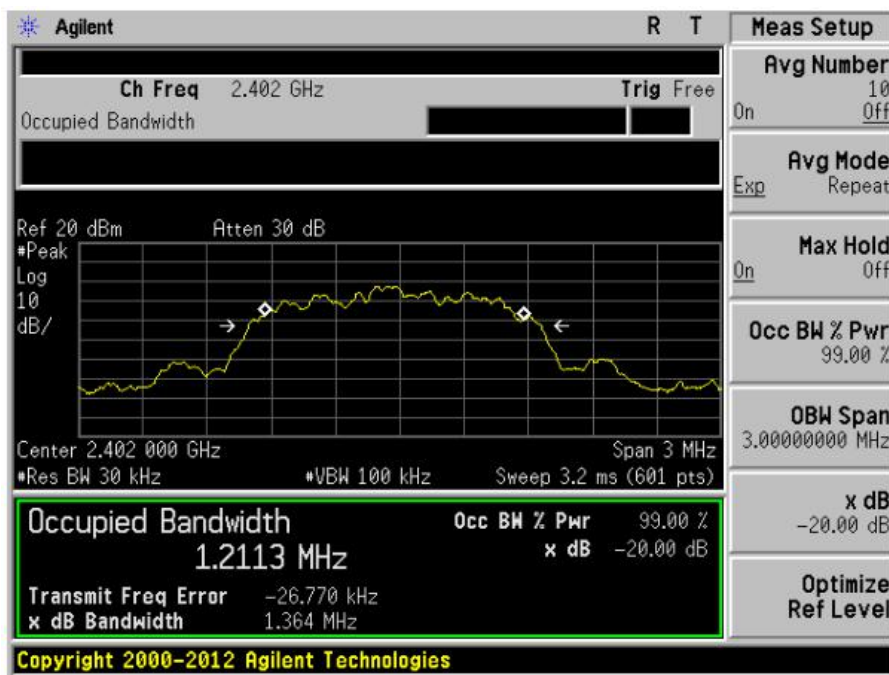 Agilent R T Meas Setup
Avg Number
10
On Off
Ch Freq 2.402 GHz Trig Free
Occupied Bandwidth
Avg Mode
Exp Repeat
Ref 20 dBm Atten 30 dB
#Peak
Log
10
dB/
Max Hold
On Off
Occ BW % Pwr
99.00 %
OBW Span
3.00000000 MHz
Center 2.402 000 GHz Span 3 MHz
#Res BW 30 kHz #VBW 100 kHz Sweep 3.2 ms (601 pts)
x dB
-20.00 dB
Occupied Bandwidth Occ BW % Pwr 99.00 %
1.2113 MHz x dB -20.00 dB
Transmit Freq Error -26.770 kHz
x dB Bandwidth 1.364 MHz
Optimize
Ref Level
Copyright 2000-2012 Agilent Technologies